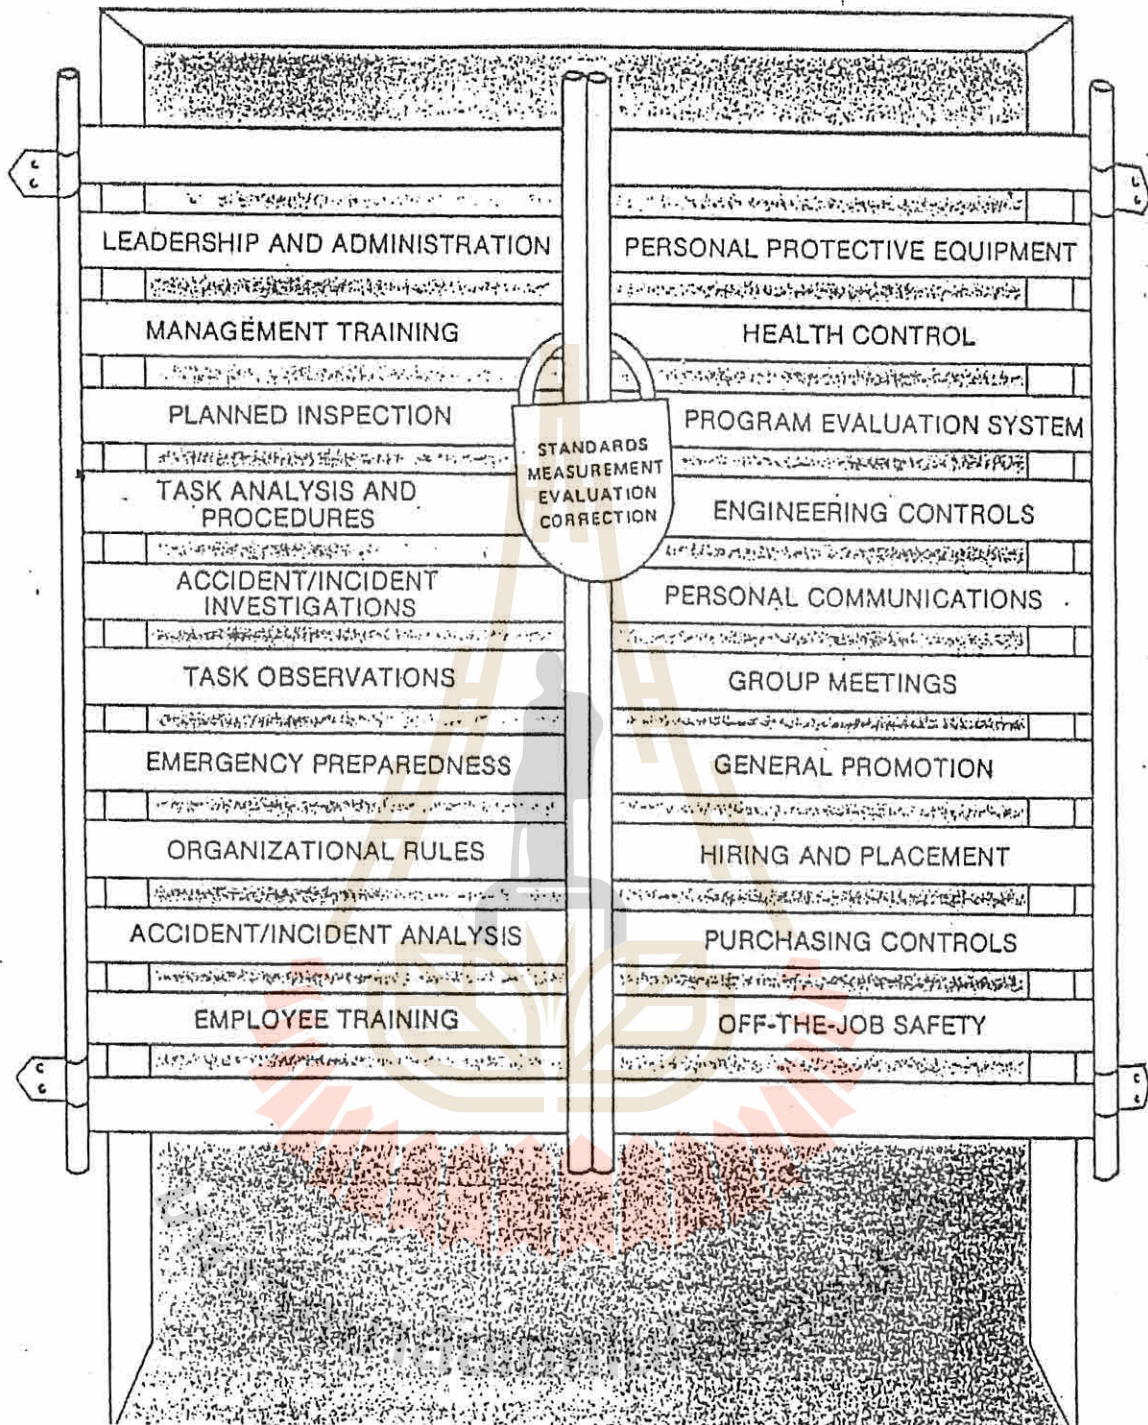 LEADERSHIP AND ADMINISTRATION
MANAGEMENT TRAINING
PLANNED INSPECTION
TASK ANALYSIS AND
PROCEDURES
ACCIDENT/INCIDENT
INVESTIGATIONS
TASK OBSERVATIONS
EMERGENCY PREPAREDNESS
ORGANIZATIONAL RULES
ACCIDENT/INCIDENT ANALYSIS
EMPLOYEE TRAINING
STANDARDS
MEASUREMENT
EVALUATION
CORRECTION
PERSONAL PROTECTIVE EQUIPMENT
HEALTH CONTROL
PROGRAM EVALUATION SYSTEM
ENGINEERING CONTROLS
PERSONAL COMMUNICATIONS
GROUP MEETINGS
GENERAL PROMOTION
HIRING AND PLACEMENT
PURCHASING CONTROLS
OFF-THE-JOB SAFETY